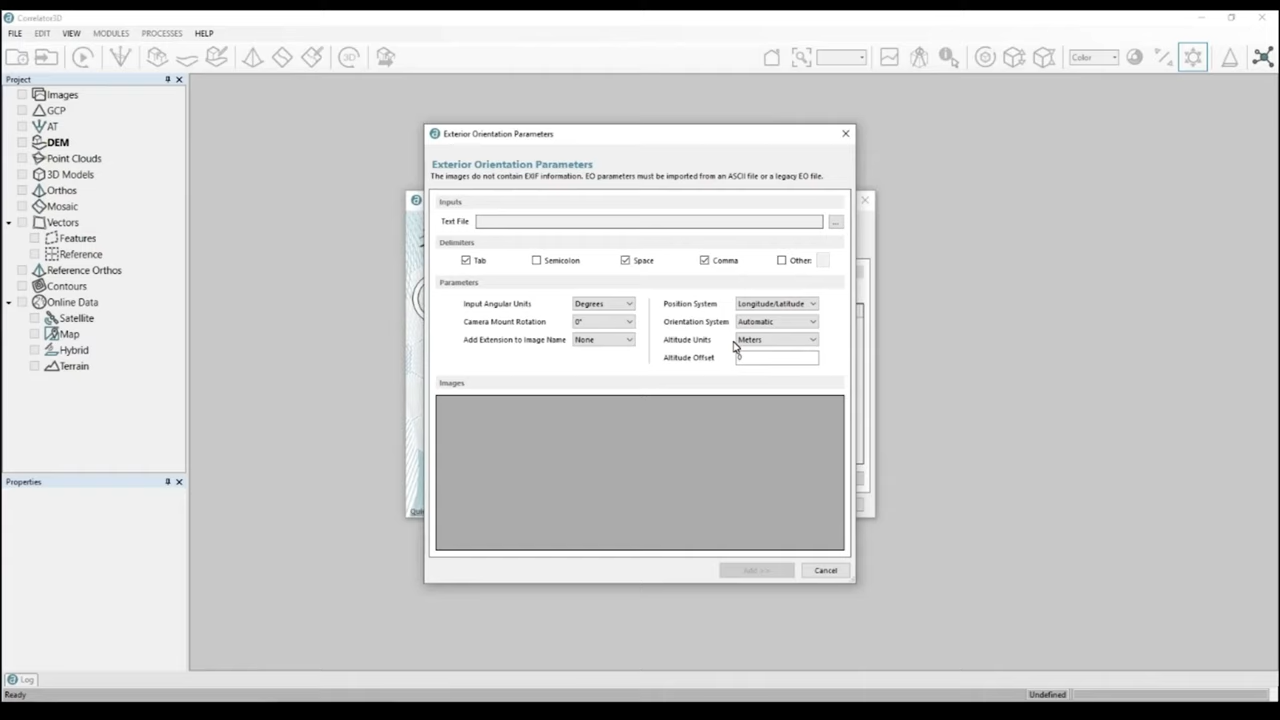 Correlator3D
FILE EDIT VIEW MODULES PROCESSES HELP
Color
Project
Images
GCP
AT
DEM
Point Clouds
3D Models
Orthos
Mosaic
Vectors
Features
Reference
Reference Orthos
Contours
Online Data
Satellite
Map
Hybrid
Terrain
Properties
Exterior Orientation Parameters
Exterior Orientation Parameters
The images do not contain EXIF information. EO parameters must be imported from an ASCII file or a legacy EO file.
Inputs
Text File ...
Delimiters
Tab Semicolon Space Comma Other:
Parameters
Input Angular Units Degrees Position System Longitude/Latitude
Camera Mount Rotation 0° Orientation System Automatic
Add Extension to Image Name None Altitude Units Meters
Altitude Offset 0
Images
Add >> Cancel
Log
Ready Undefined